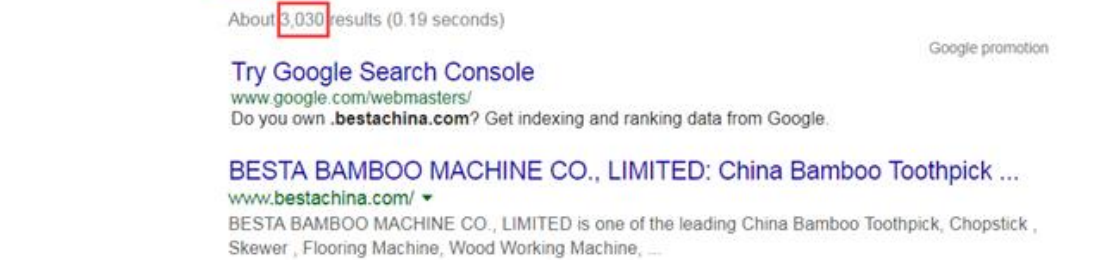 About 3,030 results (0.19 seconds)
Google promotion
Try Google Search Console
www.google.com/webmasters/
Do you own .bestachina.com? Get indexing and ranking data from Google.
BESTA BAMBOO MACHINE CO., LIMITED: China Bamboo Toothpick ...
www.bestachina.com/
BESTA BAMBOO MACHINE CO., LIMITED is one of the leading China Bamboo Toothpick, Chopstick ,
Skewer , Flooring Machine, Wood Working Machine, ...